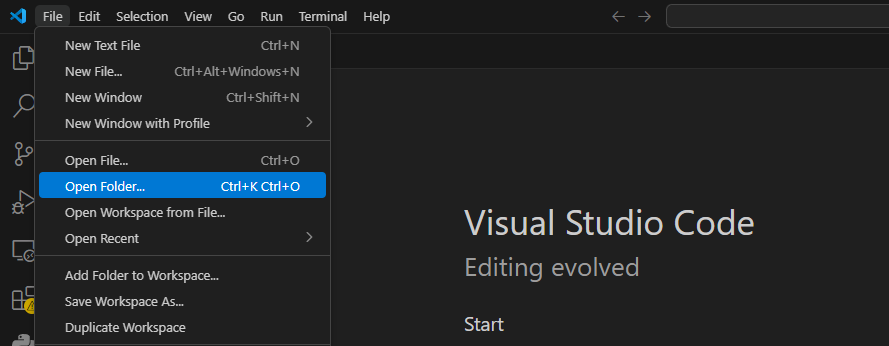 File Edit Selection View Go Run Terminal Help
New Text File Ctrl+N
New File... Ctrl+Alt+Windows+N
New Window Ctrl+Shift+N
New Window with Profile
Open File... Ctrl+O
Open Folder... Ctrl+K Ctrl+O
Open Workspace from File...
Open Recent
Add Folder to Workspace...
Save Workspace As...
Duplicate Workspace
Visual Studio Code
Editing evolved
Start